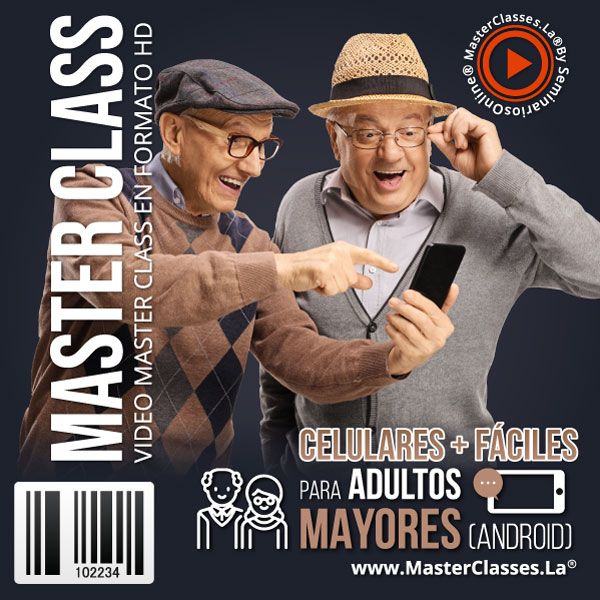 MASTER CLASS
VIDEO MASTER CLASS EN FORMATO HD
MasterClasses.La®By SeminariosOnline®
CELULARES + FÁCILES
PARA ADULTOS
MAYORES (ANDROID)
www.MasterClasses.La®
102234